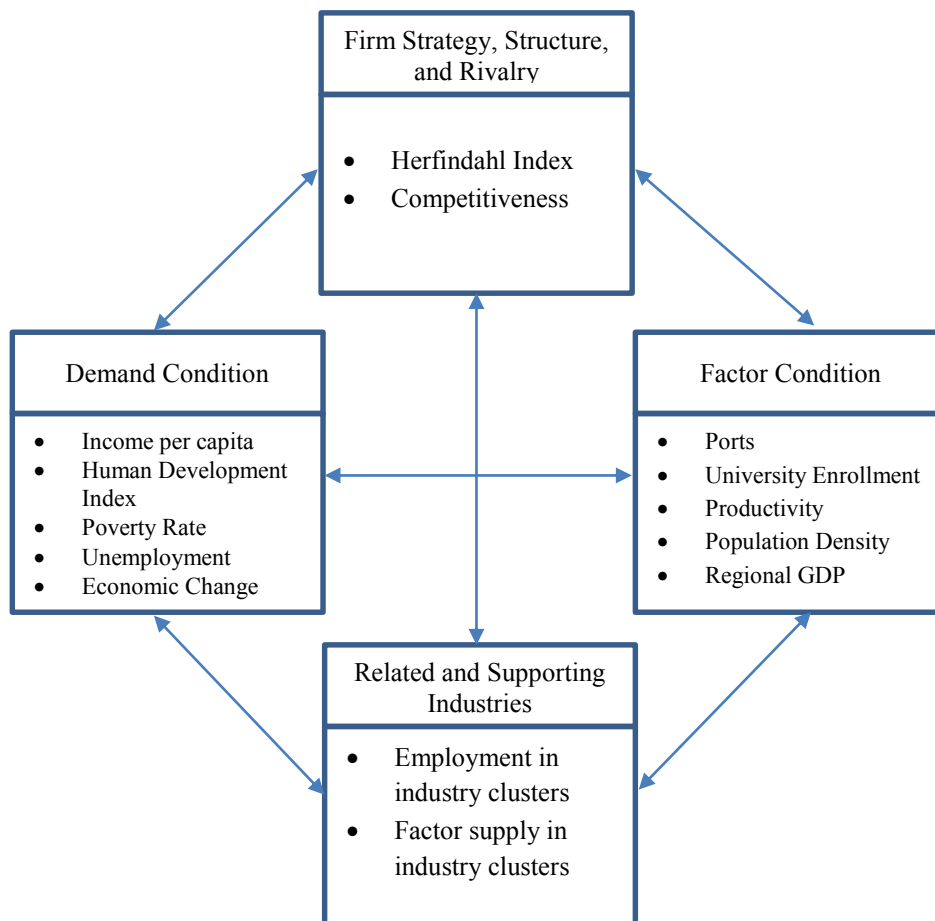 Firm Strategy, Structure,
and Rivalry
• Herfindahl Index
• Competitiveness
Demand Condition
• Income per capita
• Human Development
Index
• Poverty Rate
• Unemployment
• Economic Change
Factor Condition
• Ports
• University Enrollment
• Productivity
• Population Density
• Regional GDP
Related and Supporting
Industries
• Employment in
industry clusters
• Factor supply in
industry clusters